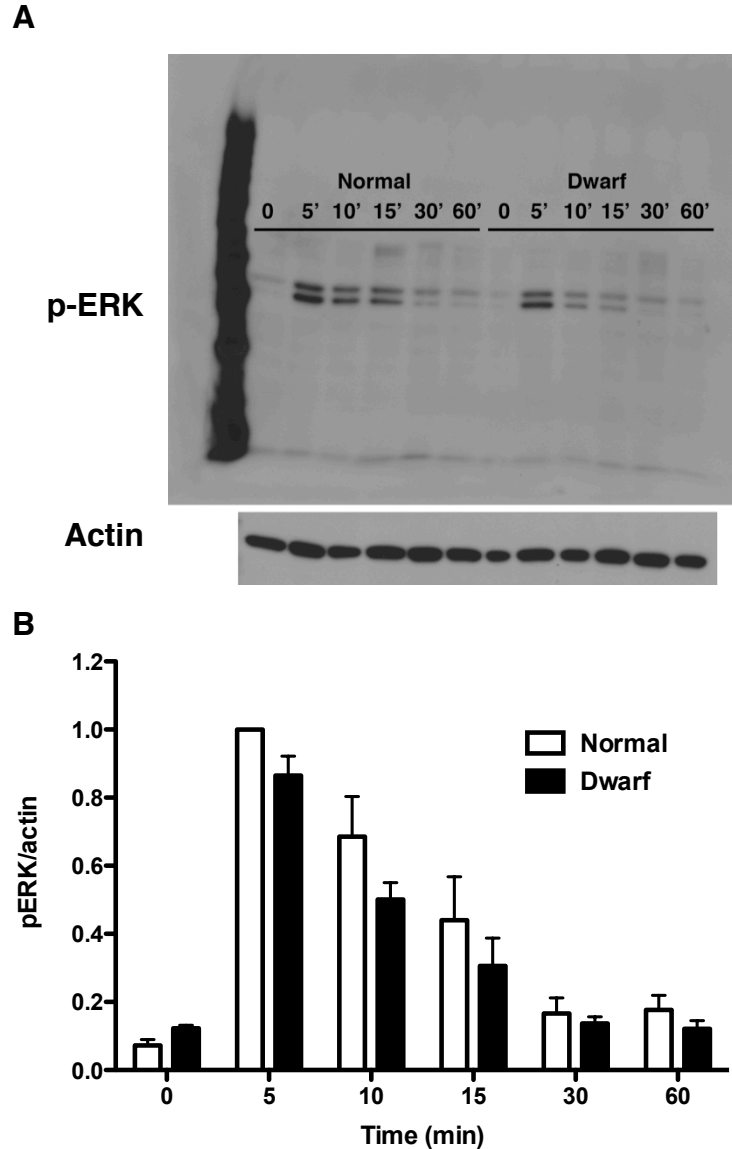 A
Normal Dwarf
0 5’ 10’ 15’ 30’ 60’ 0 5’ 10’ 15’ 30’ 60’
p-ERK
Actin
B
1.2
1.0
0.8
0.6
0.4
0.2
0.0
pERK/actin
Normal
Dwarf
0 5 10 15 30 60
Time (min)